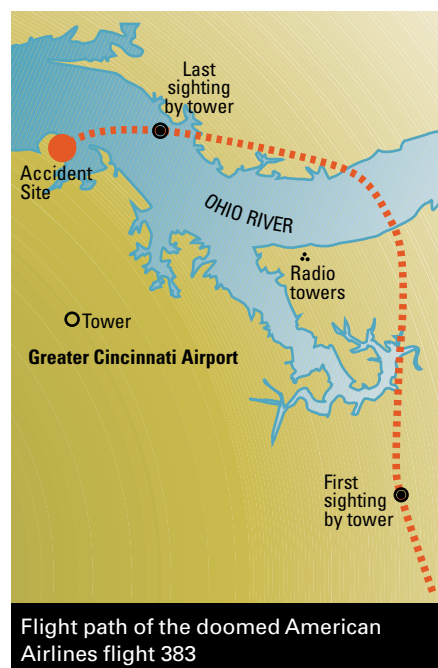 Last
sighting
by tower
Accident
Site
OHIO RIVER
Radio
towers
Tower
Greater Cincinnati Airport
First
sighting
by tower
Flight path of the doomed American
Airlines flight 383